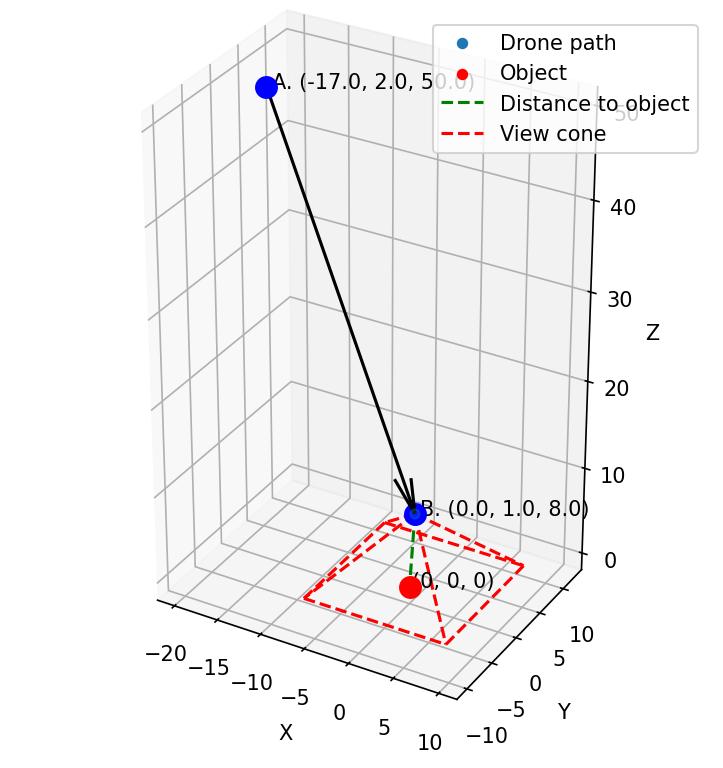 Drone path
Object
Distance to object
View cone
A. (-17.0, 2.0, 50.0)
50
40
30
Z
20
10
B. (0.0, 1.0, 8.0)
0
(0, 0, 0)
−20
−15
−10
−5
0
5
10
X
−10
−5
0
5
10
Y